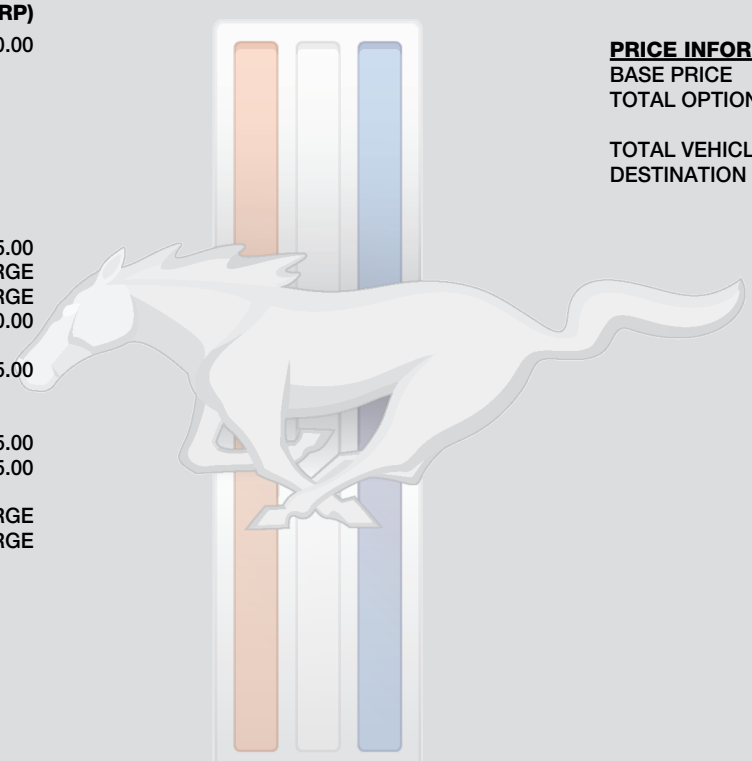 RP)
0.00
5.00
RGE
RGE
0.00
5.00
5.00
5.00
RGE
RGE
PRICE INFOR
BASE PRICE
TOTAL OPTION
TOTAL VEHICL
DESTINATION